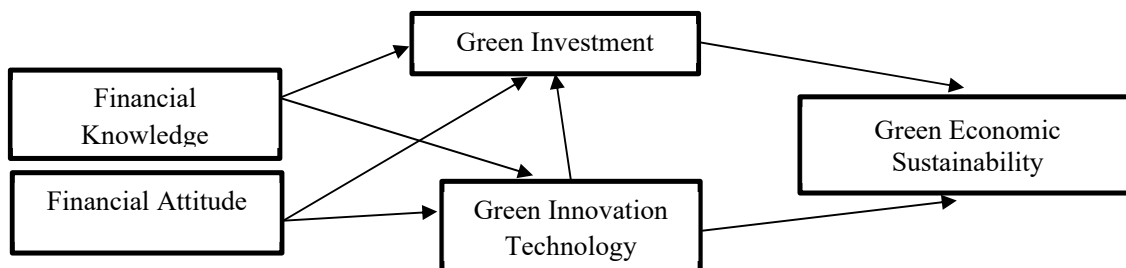 Green Investment
Financial
Knowledge
Green Economic
Sustainability
Financial Attitude
Green Innovation
Technology